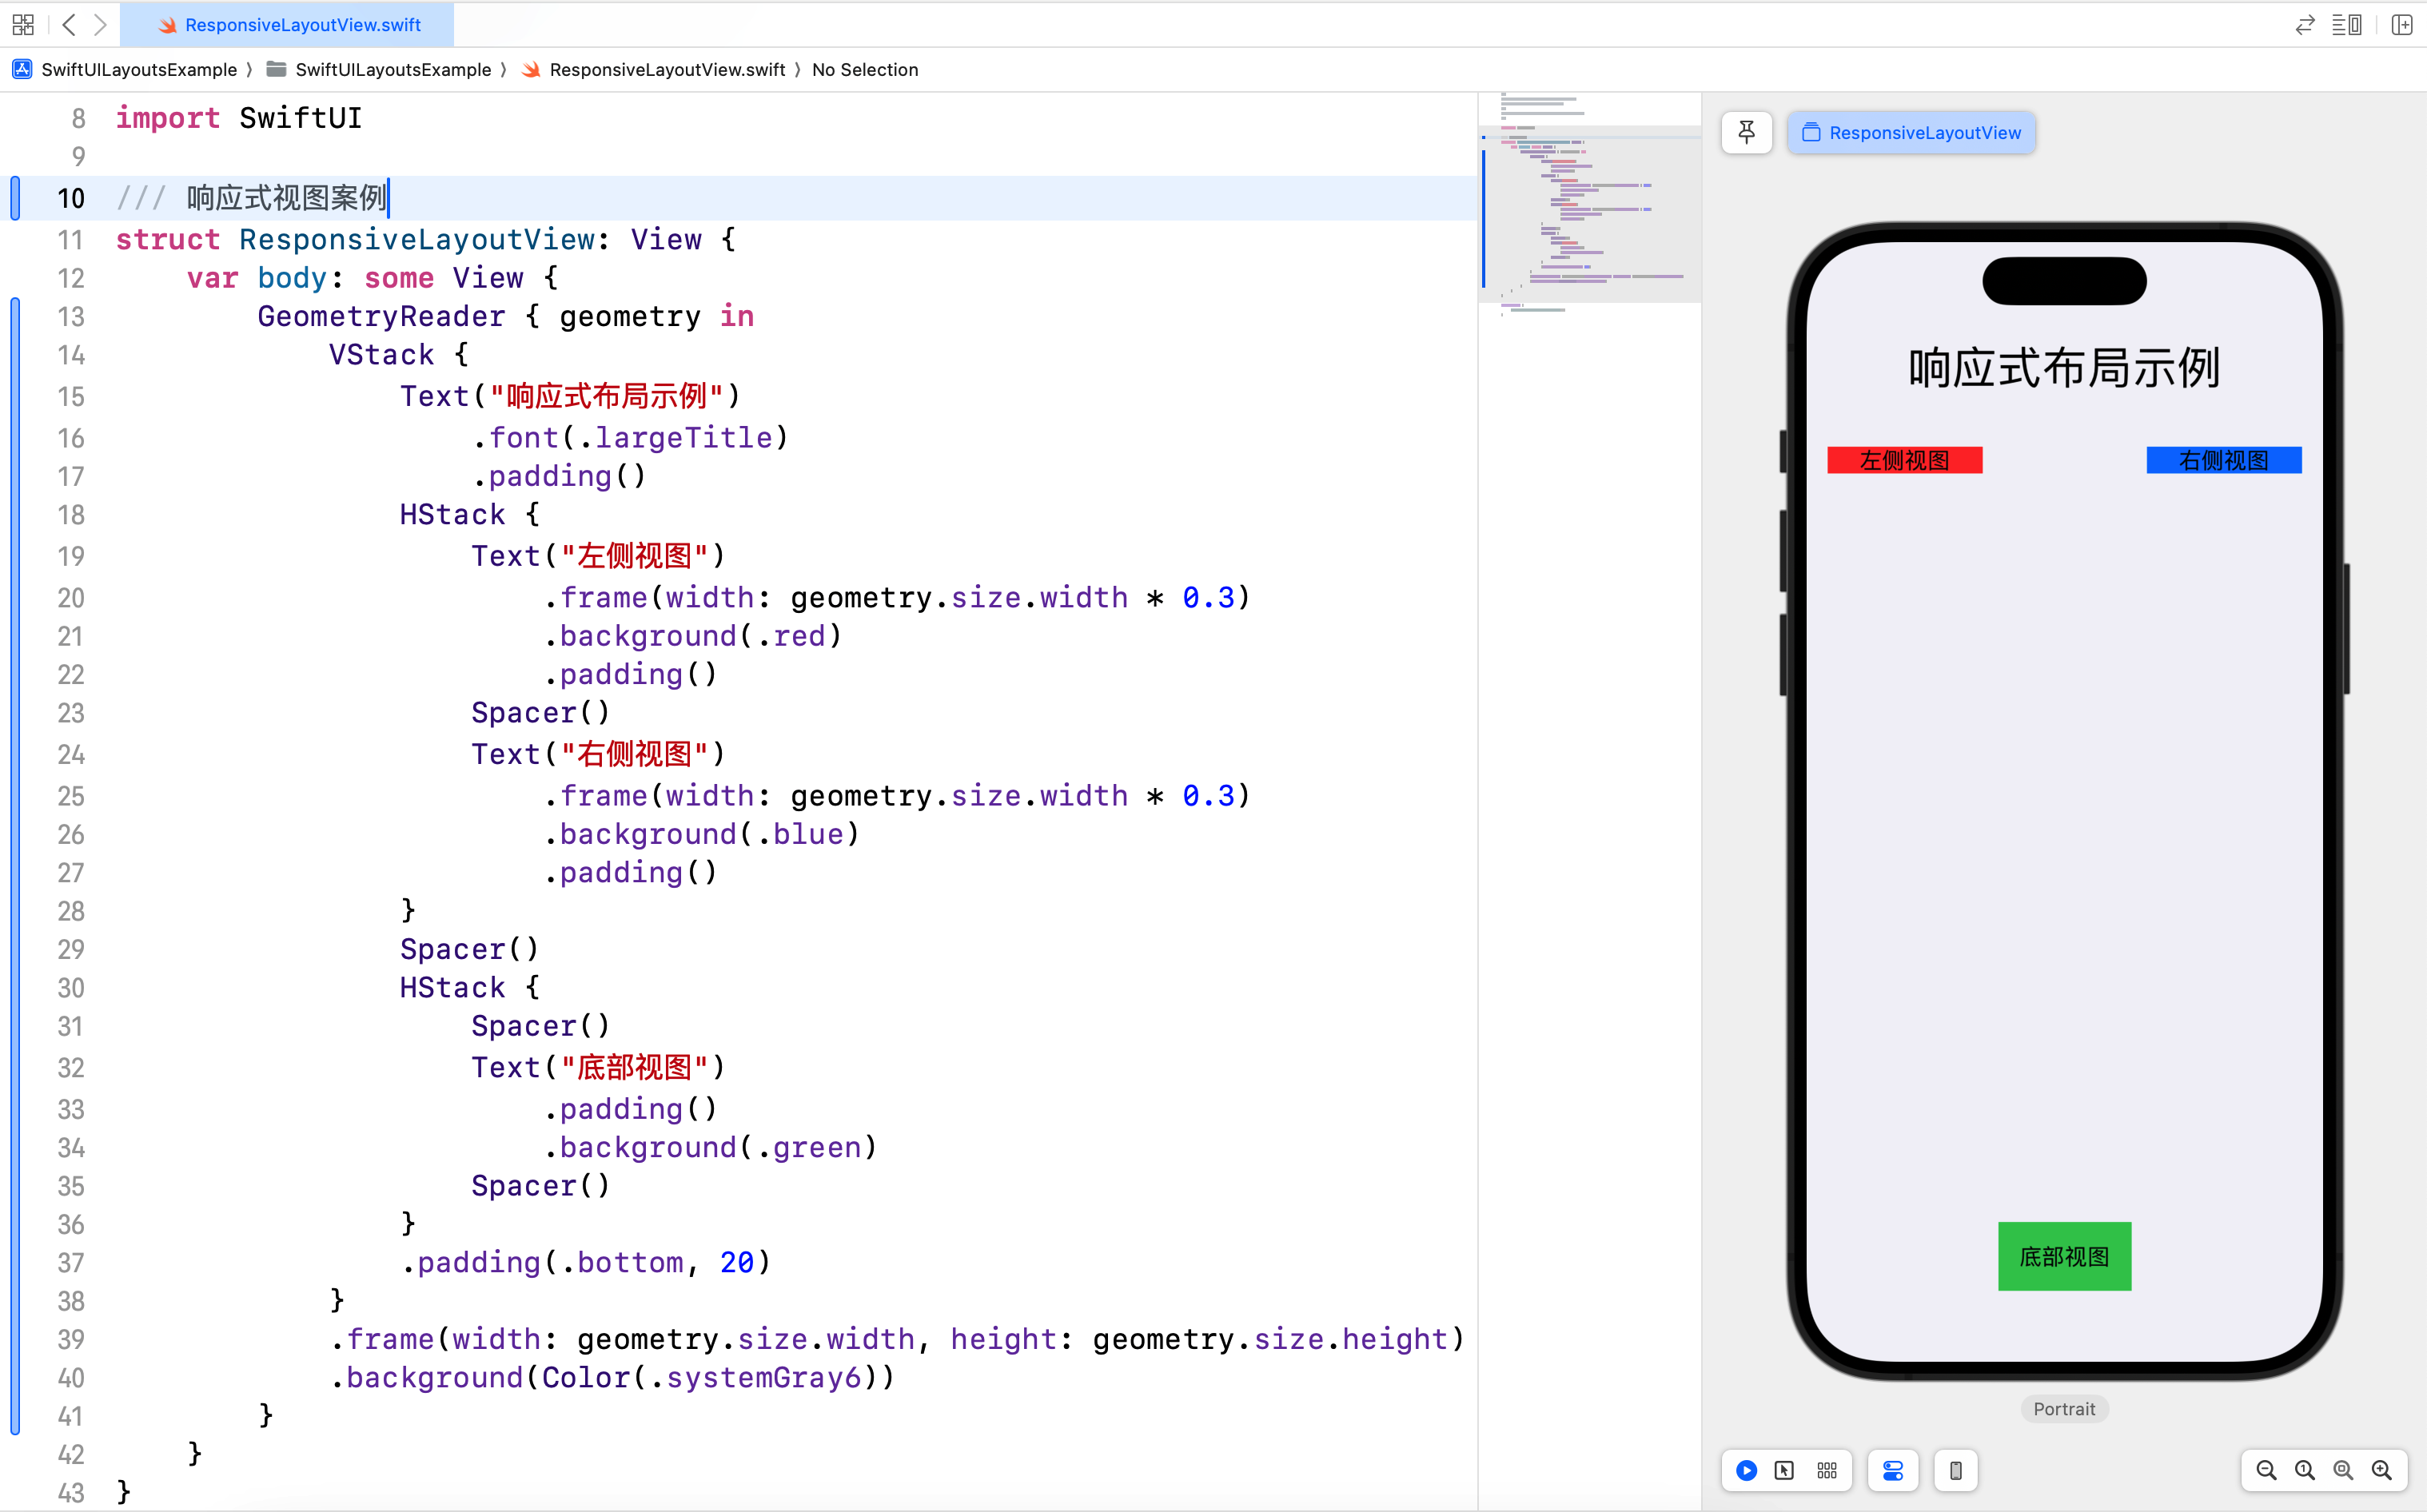 ResponsiveLayoutView.swift
SwiftUILayoutsExample 〉 SwiftUILayoutsExample 〉 ResponsiveLayoutView.swift 〉 No Selection
8 import SwiftUI
9
10 /// 响应式视图案例
11 struct ResponsiveLayoutView: View {
12 var body: some View {
13 GeometryReader { geometry in
14 VStack {
15 Text("响应式布局示例")
16 .font(.largeTitle)
17 .padding()
18 HStack {
19 Text("左侧视图")
20 .frame(width: geometry.size.width * 0.3)
21 .background(.red)
22 .padding()
23 Spacer()
24 Text("右侧视图")
25 .frame(width: geometry.size.width * 0.3)
26 .background(.blue)
27 .padding()
28 }
29 Spacer()
30 HStack {
31 Spacer()
32 Text("底部视图")
33 .padding()
34 .background(.green)
35 Spacer()
36 }
37 .padding(.bottom, 20)
38 }
39 .frame(width: geometry.size.width, height: geometry.size.height)
40 .background(Color(.systemGray6))
41 }
42 }
43 }
ResponsiveLayoutView
响应式布局示例
左侧视图 右侧视图
底部视图
Portrait